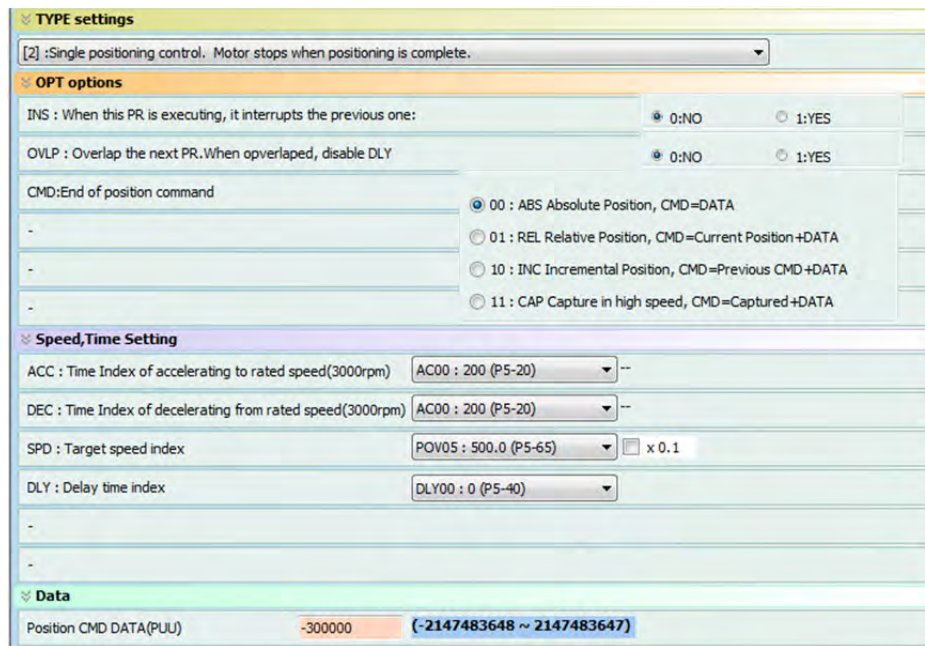 TYPE settings
[2] :Single positioning control. Motor stops when positioning is complete.
OPT options
INS : When this PR is executing, it interrupts the previous one:
0:NO
1:YES
OVLP : Overlap the next PR.When opverlaped, disable DLY
0:NO
1:YES
CMD:End of position command
00 : ABS Absolute Position, CMD=DATA
-
01 : REL Relative Position, CMD=Current Position+DATA
-
10 : INC Incremental Position, CMD=Previous CMD+DATA
-
11 : CAP Capture in high speed, CMD=Captured+DATA
Speed,Time Setting
ACC : Time Index of accelerating to rated speed(3000rpm)
AC00 : 200 (P5-20)
--
DEC : Time Index of decelerating from rated speed(3000rpm)
AC00 : 200 (P5-20)
--
SPD : Target speed index
POV05 : 500.0 (P5-65)
x 0.1
DLY : Delay time index
DLY00 : 0 (P5-40)
-
-
Data
Position CMD DATA(PUU)
-300000
(-2147483648 ~ 2147483647)